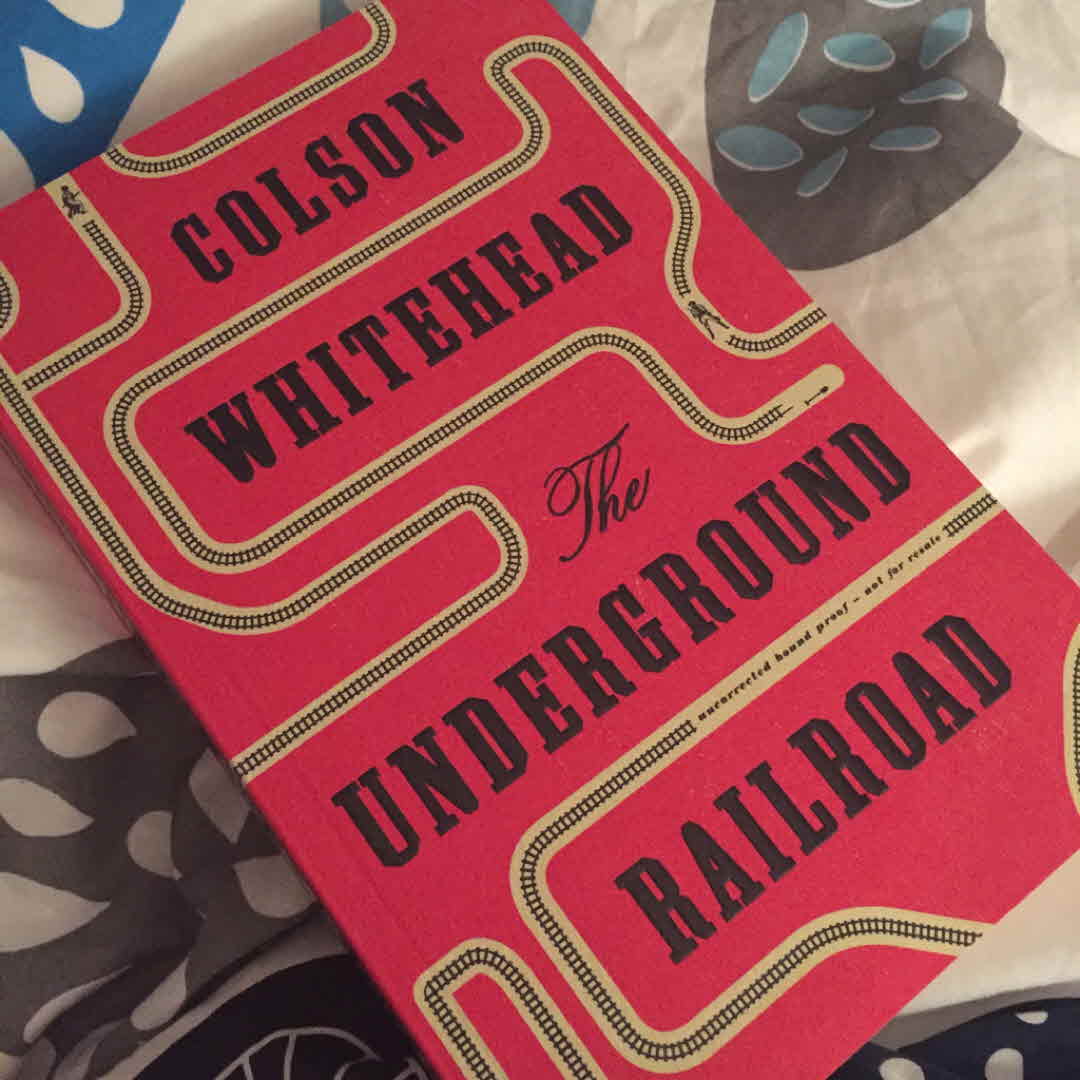 COLSON
WHITEHEAD
The
UNDERGROUND
uncorrected bound proof – not for resale
RAILROAD